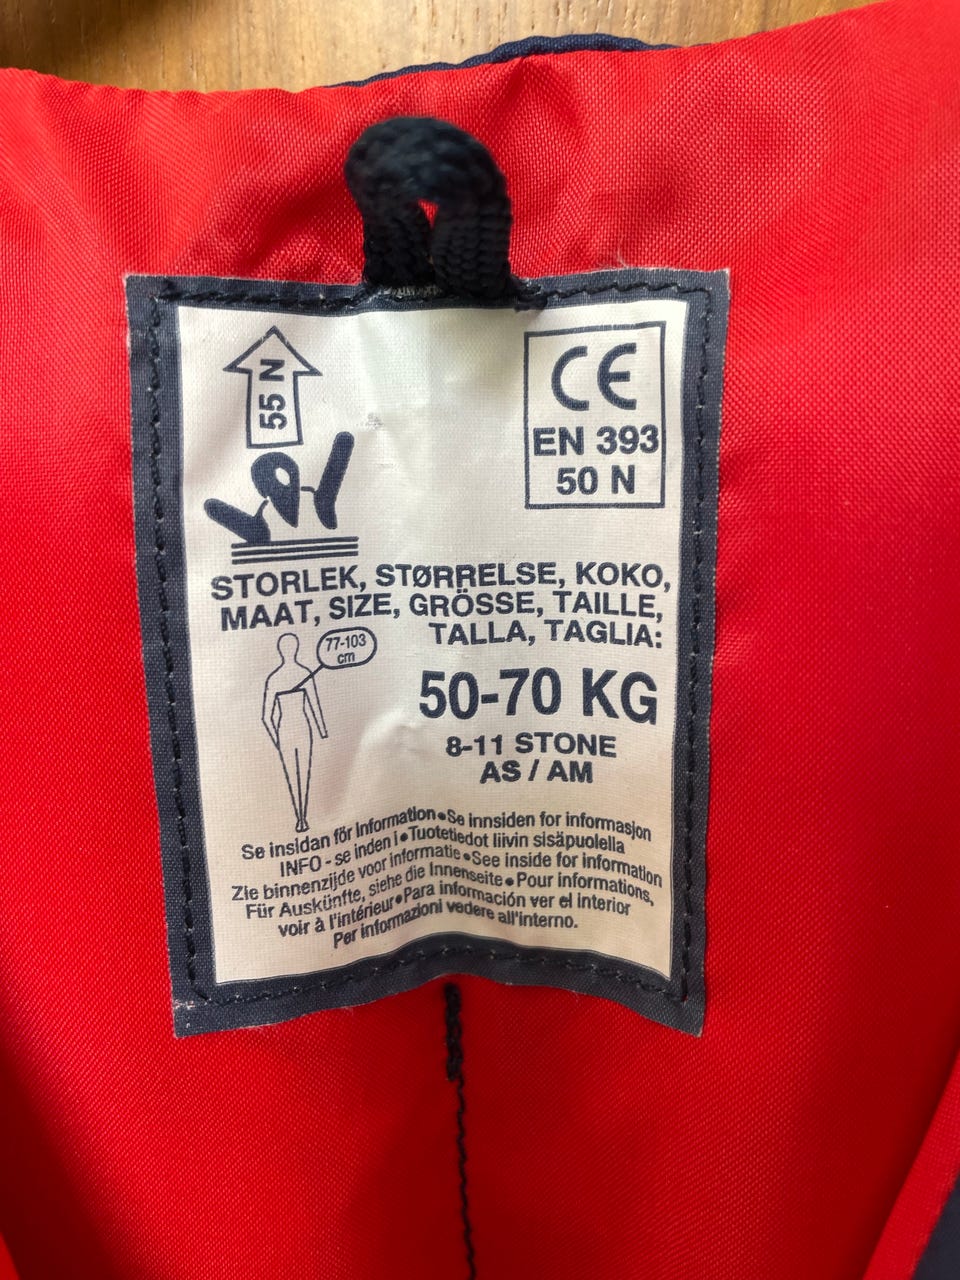 55 N
CE
EN 393
50 N
STORLEK, STØRRELSE, KOKO,
MAAT, SIZE, GRÖSSE, TAILLE,
TALLA, TAGLIA:
77-103
cm
50-70 KG
8-11 STONE
AS / AM
Se insidan för Information●Se innsiden for informasjon
INFO - se inden i●Tuotetiedot liivin sisäpuolella
Zie binnenzijde voor informatie●See inside for information
Für Auskünfte, siehe die Innenseite●Pour informations,
voir à l'intérieur●Para información ver el interior
Per informazioni vedere all'interno.